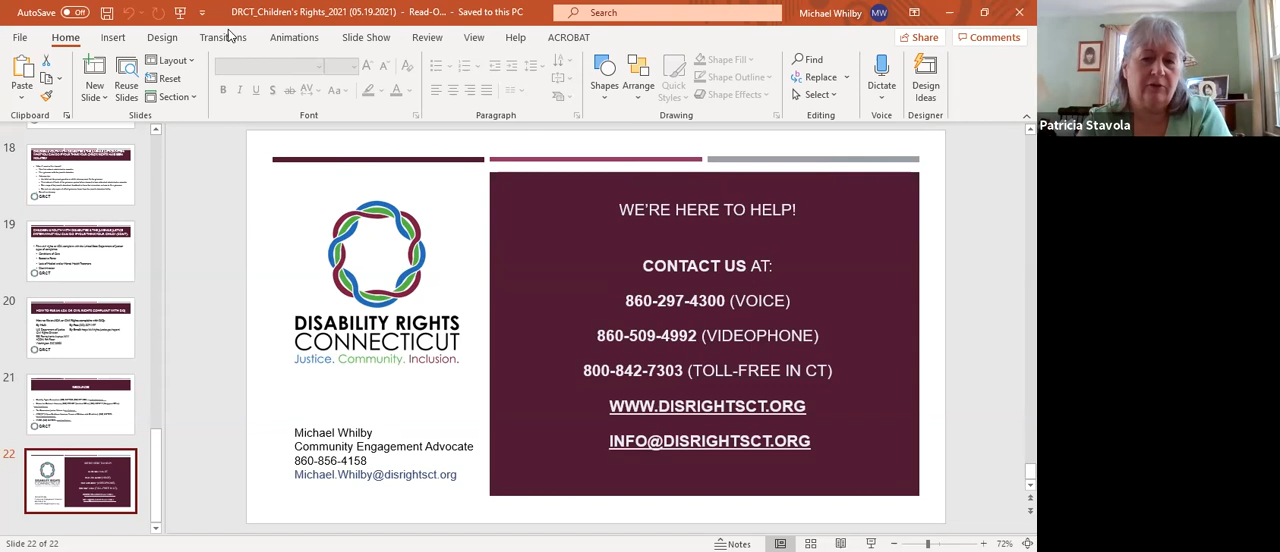 AutoSave Off DRCT_Children's Rights_2021 (05.19.2021) - Read-O... - Saved to this PC Search Michael Whilby MW
File Home Insert Design Transitions Animations Slide Show Review View Help ACROBAT Share Comments
Paste New Slide Reuse Slides Layout Reset Section
Shapes Arrange Quick Styles Shape Fill Shape Outline Shape Effects
Find Replace Select Dictate Design Ideas
Clipboard Slides Font Paragraph Drawing Editing Voice Designer
Patricia Stavola
18
DRCT
19
DRCT
20
DRCT
21
RESOURCES
DRCT
22
DISABILITY RIGHTS
CONNECTICUT
Justice. Community. Inclusion.
Michael Whilby
Community Engagement Advocate
860-856-4158
Michael.Whilby@disrightsct.org
WE'RE HERE TO HELP!
CONTACT US AT:
860-297-4300 (VOICE)
860-509-4992 (VIDEOPHONE)
800-842-7303 (TOLL-FREE IN CT)
WWW.DISRIGHTSCT.ORG
INFO@DISRIGHTSCT.ORG
Slide 22 of 22 Notes 72%